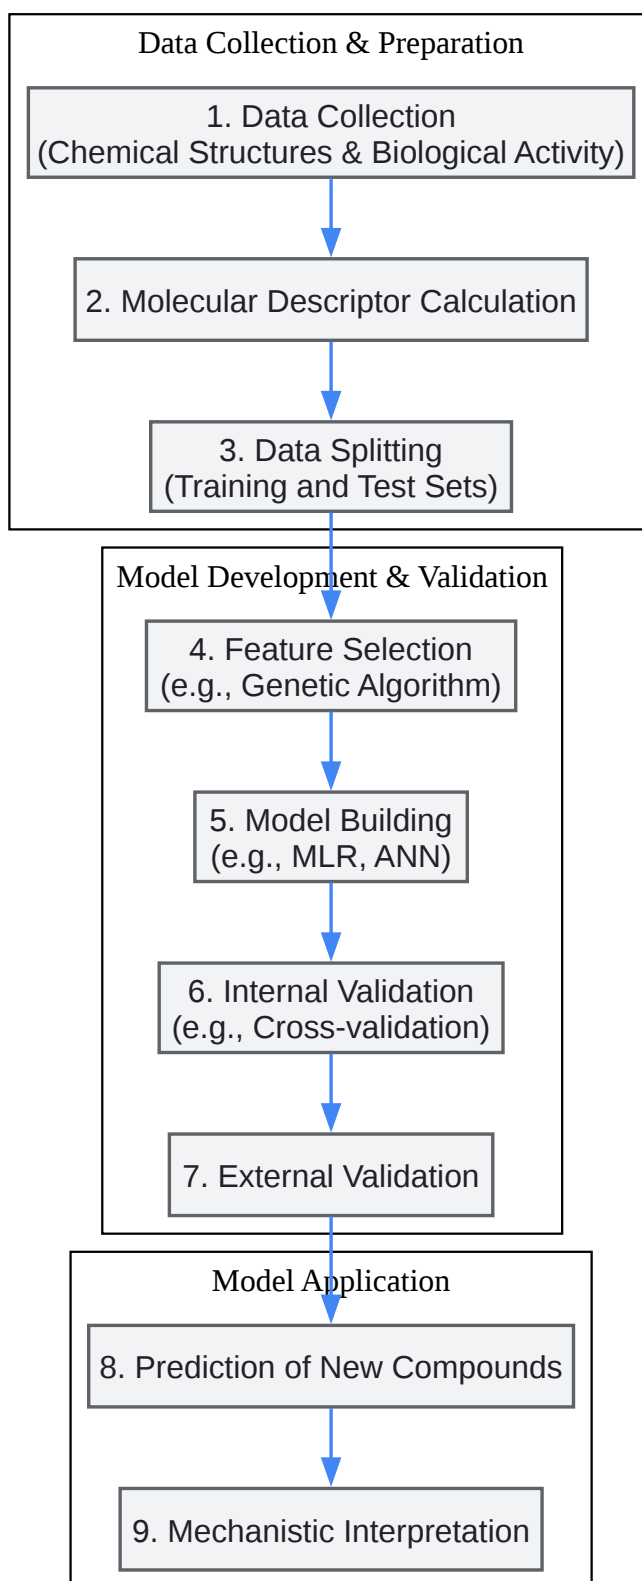 Data Collection & Preparation
1. Data Collection
(Chemical Structures & Biological Activity)
2. Molecular Descriptor Calculation
3. Data Splitting
(Training and Test Sets)
Model Development & Validation
4. Feature Selection
(e.g., Genetic Algorithm)
5. Model Building
(e.g., MLR, ANN)
6. Internal Validation
(e.g., Cross-validation)
7. External Validation
Model Application
8. Prediction of New Compounds
9. Mechanistic Interpretation